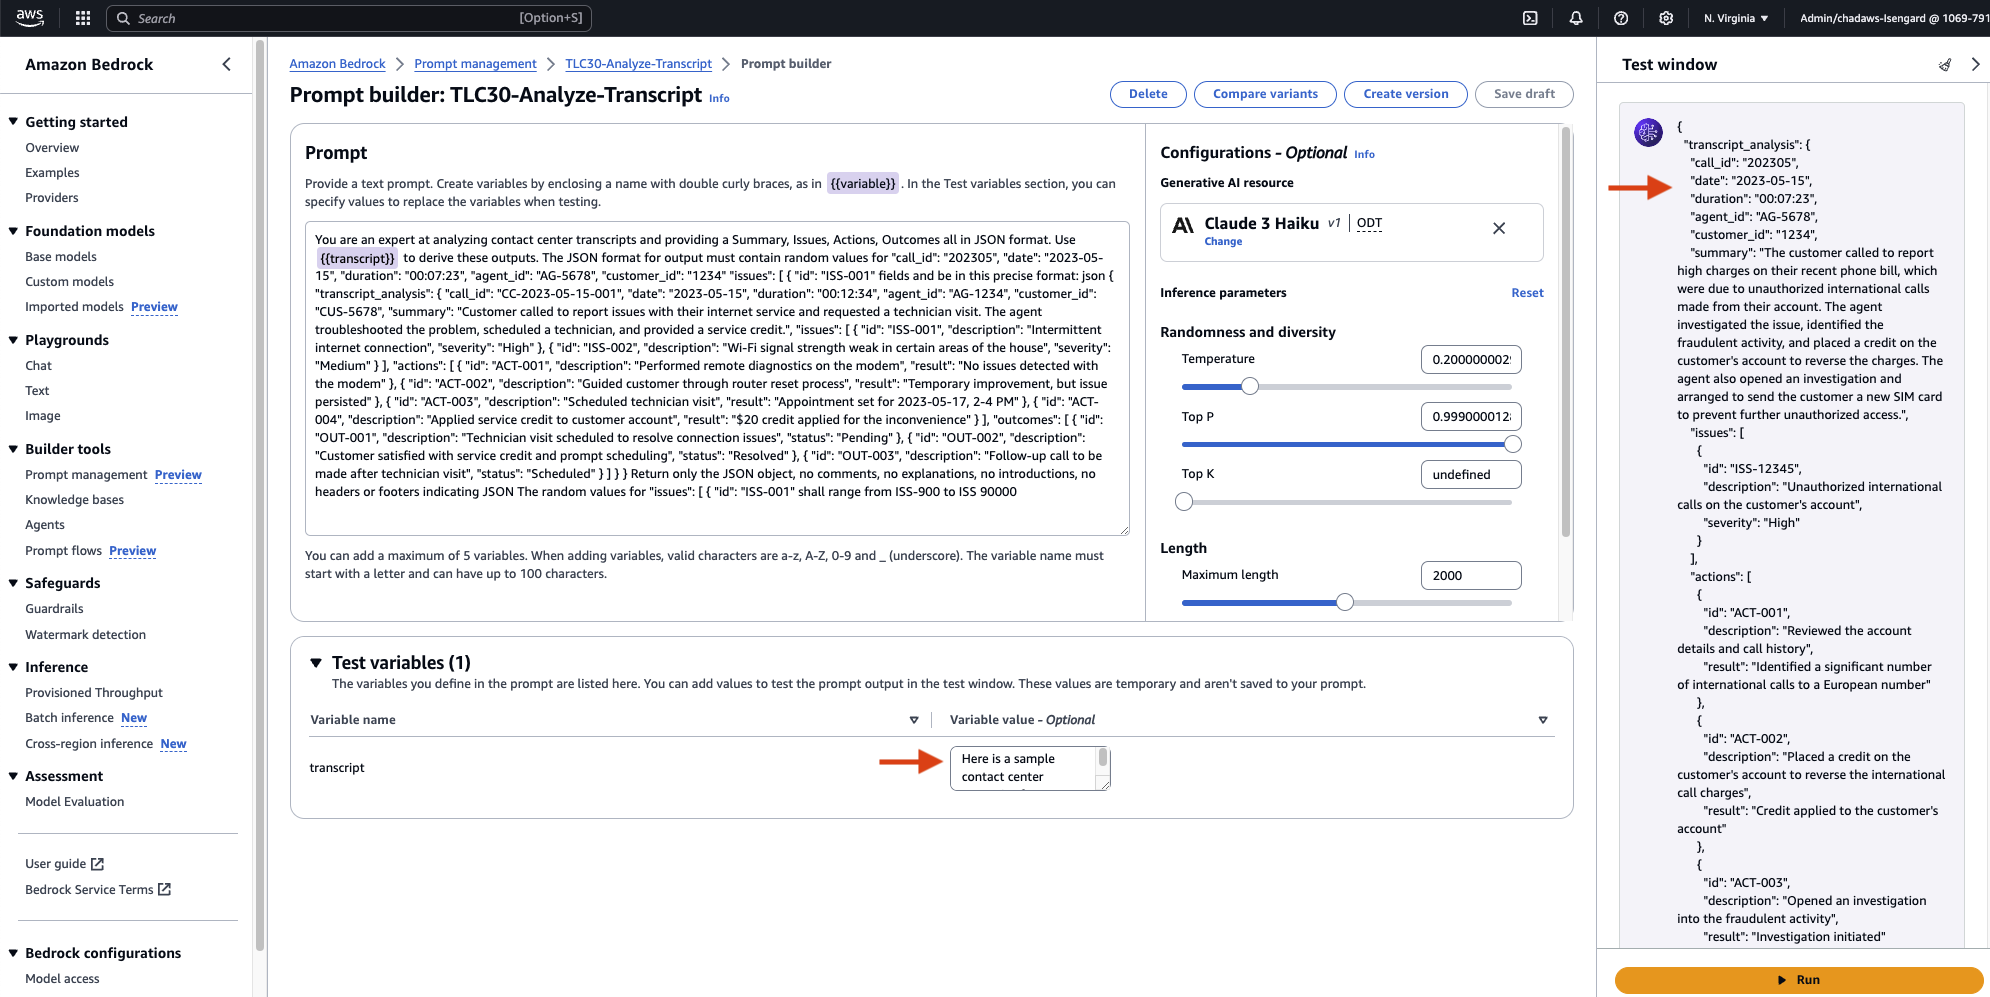 aws
Search
[Option+S]
N. Virginia
Admin/chadaws-Isengard @ 1069-791
Amazon Bedrock
Getting started
Overview
Examples
Providers
Foundation models
Base models
Custom models
Imported models Preview
Playgrounds
Chat
Text
Image
Builder tools
Prompt management Preview
Knowledge bases
Agents
Prompt flows Preview
Safeguards
Guardrails
Watermark detection
Inference
Provisioned Throughput
Batch inference New
Cross-region inference New
Assessment
Model Evaluation
User guide
Bedrock Service Terms
Bedrock configurations
Model access
Amazon Bedrock > Prompt management > TLC30-Analyze-Transcript > Prompt builder
Prompt builder: TLC30-Analyze-Transcript Info
Delete
Compare variants
Create version
Save draft
Prompt
Provide a text prompt. Create variables by enclosing a name with double curly braces, as in {{variable}} . In the Test variables section, you can
specify values to replace the variables when testing.
You are an expert at analyzing contact center transcripts and providing a Summary, Issues, Actions, Outcomes all in JSON format. Use
{{transcript}} to derive these outputs. The JSON format for output must contain random values for "call_id": "202305", "date": "2023-05-
15", "duration": "00:07:23", "agent_id": "AG-5678", "customer_id": "1234" "issues": [ { "id": "ISS-001" fields and be in this precise format: json {
"transcript_analysis": { "call_id": "CC-2023-05-15-001", "date": "2023-05-15", "duration": "00:12:34", "agent_id": "AG-1234", "customer_id":
"CUS-5678", "summary": "Customer called to report issues with their internet service and requested a technician visit. The agent
troubleshooted the problem, scheduled a technician, and provided a service credit.", "issues": [ { "id": "ISS-001", "description": "Intermittent
internet connection", "severity": "High" }, { "id": "ISS-002", "description": "Wi-Fi signal strength weak in certain areas of the house", "severity":
"Medium" } ], "actions": [ { "id": "ACT-001", "description": "Performed remote diagnostics on the modem", "result": "No issues detected with
the modem" }, { "id": "ACT-002", "description": "Guided customer through router reset process", "result": "Temporary improvement, but issue
persisted" }, { "id": "ACT-003", "description": "Scheduled technician visit", "result": "Appointment set for 2023-05-17, 2-4 PM" }, { "id": "ACT-
004", "description": "Applied service credit to customer account", "result": "$20 credit applied for the inconvenience" } ], "outcomes": [ { "id":
"OUT-001", "description": "Technician visit scheduled to resolve connection issues", "status": "Pending" }, { "id": "OUT-002", "description":
"Customer satisfied with service credit and prompt scheduling", "status": "Resolved" }, { "id": "OUT-003", "description": "Follow-up call to be
made after technician visit", "status": "Scheduled" } ] } } Return only the JSON object, no comments, no explanations, no introductions, no
headers or footers indicating JSON The random values for "issues": [ { "id": "ISS-001" shall range from ISS-900 to ISS 90000
You can add a maximum of 5 variables. When adding variables, valid characters are a-z, A-Z, 0-9 and _ (underscore). The variable name must
start with a letter and can have up to 100 characters.
Configurations - Optional Info
Generative AI resource
Claude 3 Haiku v1 | ODT
Change
Inference parameters
Reset
Randomness and diversity
Temperature
0.200000002
Top P
0.999000012
Top K
undefined
Length
Maximum length
2000
Test variables (1)
The variables you define in the prompt are listed here. You can add values to test the prompt output in the test window. These values are temporary and aren't saved to your prompt.
Variable name
Variable value - Optional
transcript
Here is a sample
contact center
Test window
{
"transcript_analysis": {
"call_id": "202305",
"date": "2023-05-15",
"duration": "00:07:23",
"agent_id": "AG-5678",
"customer_id": "1234",
"summary": "The customer called to report
high charges on their recent phone bill, which
were due to unauthorized international calls
made from their account. The agent
investigated the issue, identified the
fraudulent activity, and placed a credit on the
customer's account to reverse the charges. The
agent also opened an investigation and
arranged to send the customer a new SIM card
to prevent further unauthorized access.",
"issues": [
{
"id": "ISS-12345",
"description": "Unauthorized international
calls on the customer's account",
"severity": "High"
}
],
"actions": [
{
"id": "ACT-001",
"description": "Reviewed the account
details and call history",
"result": "Identified a significant number
of international calls to a European number"
},
{
"id": "ACT-002",
"description": "Placed a credit on the
customer's account to reverse the international
call charges",
"result": "Credit applied to the customer's
account"
},
{
"id": "ACT-003",
"description": "Opened an investigation
into the fraudulent activity",
"result": "Investigation initiated"
Run